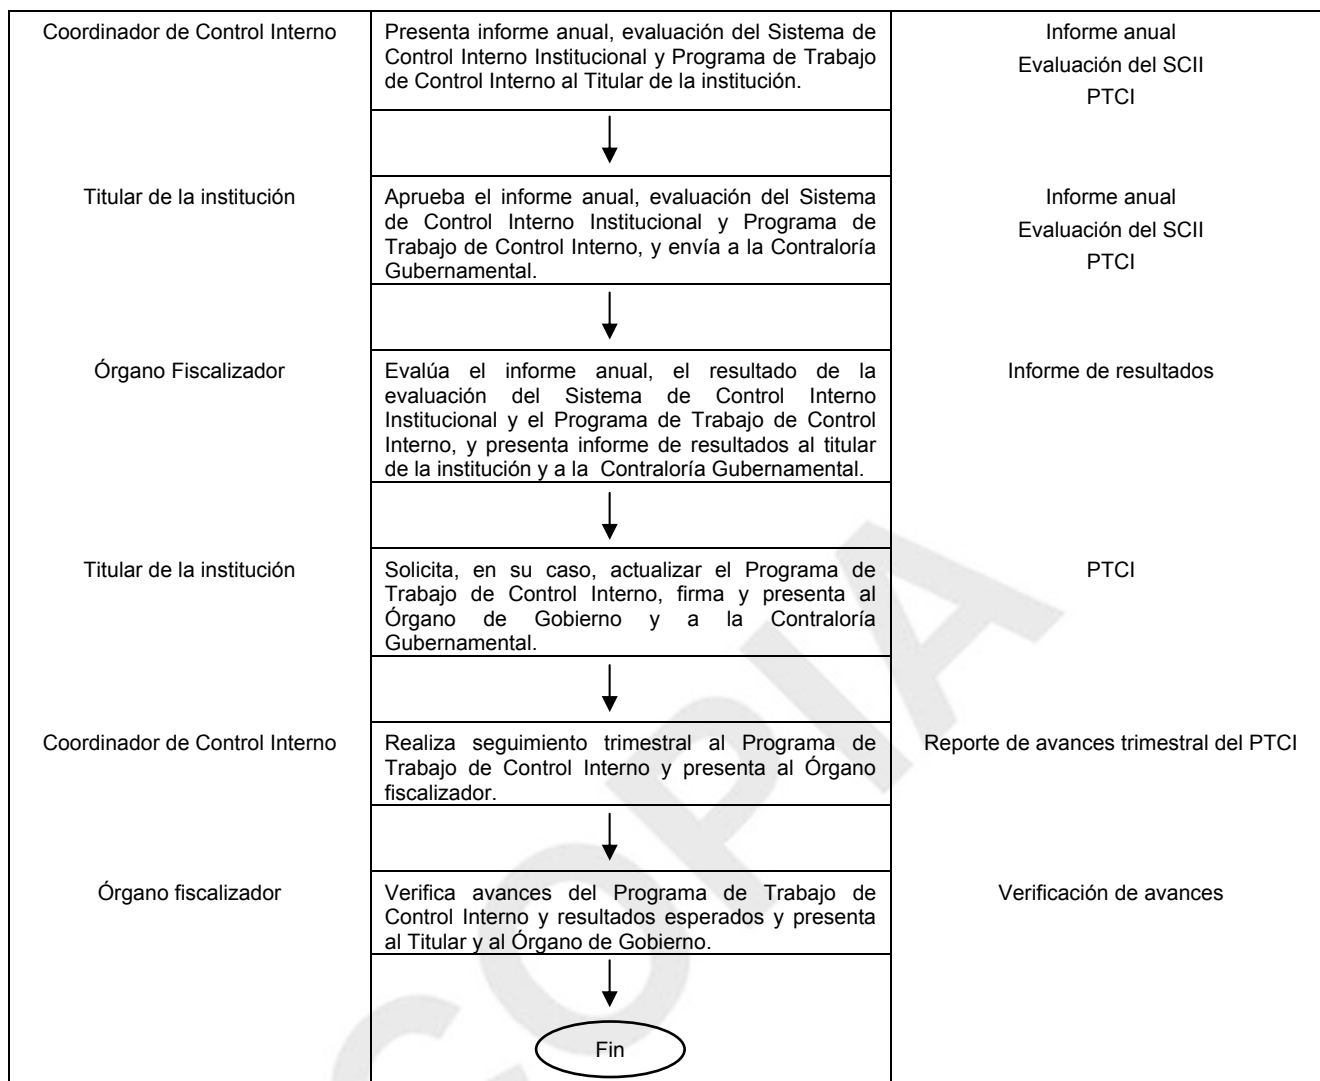 Coordinador de Control Interno
Presenta informe anual, evaluación del Sistema de
Control Interno Institucional y Programa de Trabajo
de Control Interno al Titular de la institución.
Informe anual
Evaluación del SCII
PTCI
Titular de la institución
Aprueba el informe anual, evaluación del Sistema
de Control Interno Institucional y Programa de
Trabajo de Control Interno, y envía a la Contraloría
Gubernamental.
Informe anual
Evaluación del SCII
PTCI
Órgano Fiscalizador
Evalúa el informe anual, el resultado de la
evaluación del Sistema de Control Interno
Institucional y el Programa de Trabajo de Control
Interno, y presenta informe de resultados al titular
de la institución y a la Contraloría Gubernamental.
Informe de resultados
Titular de la institución
Solicita, en su caso, actualizar el Programa de
Trabajo de Control Interno, firma y presenta al
Órgano de Gobierno y a la Contraloría
Gubernamental.
PTCI
Coordinador de Control Interno
Realiza seguimiento trimestral al Programa de
Trabajo de Control Interno y presenta al Órgano
fiscalizador.
Reporte de avances trimestral del PTCI
Órgano fiscalizador
Verifica avances del Programa de Trabajo de
Control Interno y resultados esperados y presenta
al Titular y al Órgano de Gobierno.
Verificación de avances
Fin
COPIA